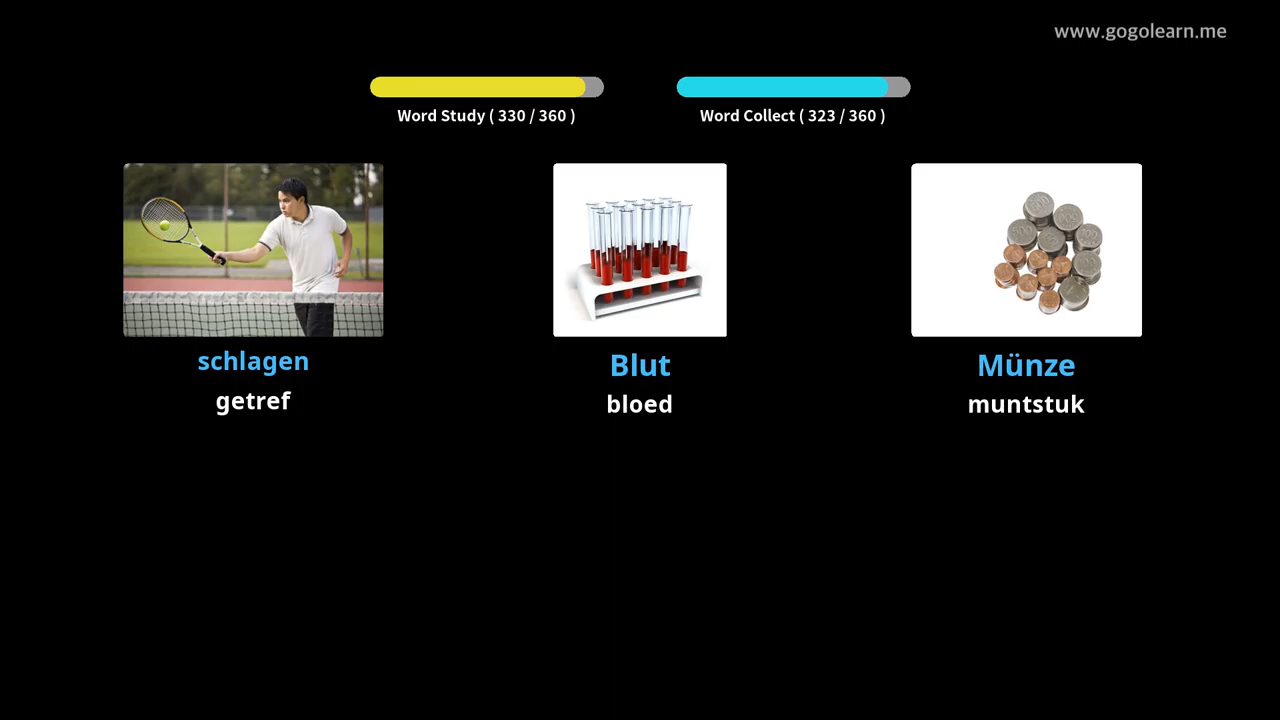 www.gogolearn.me
Word Study ( 330 / 360 )
Word Collect ( 323 / 360 )
schlagen
getref
Blut
bloed
Münze
muntstuk